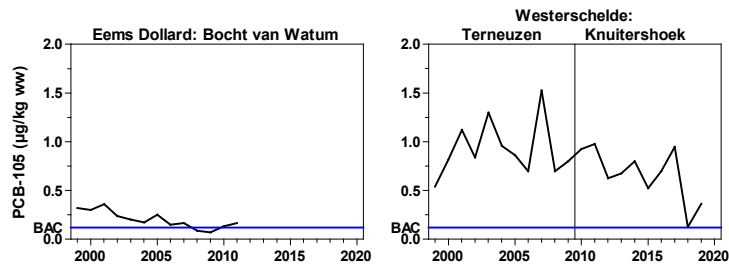 Eems Dollard: Bocht van Watum
PCB-105 (µg/kg ww)
2.0
1.5
1.0
0.5
BAC
0.0
2000 2005 2010 2015 2020
Westerschelde:
Terneuzen Knuitershoek
2.0
1.5
1.0
0.5
BAC
0.0
2000 2005 2010 2015 2020